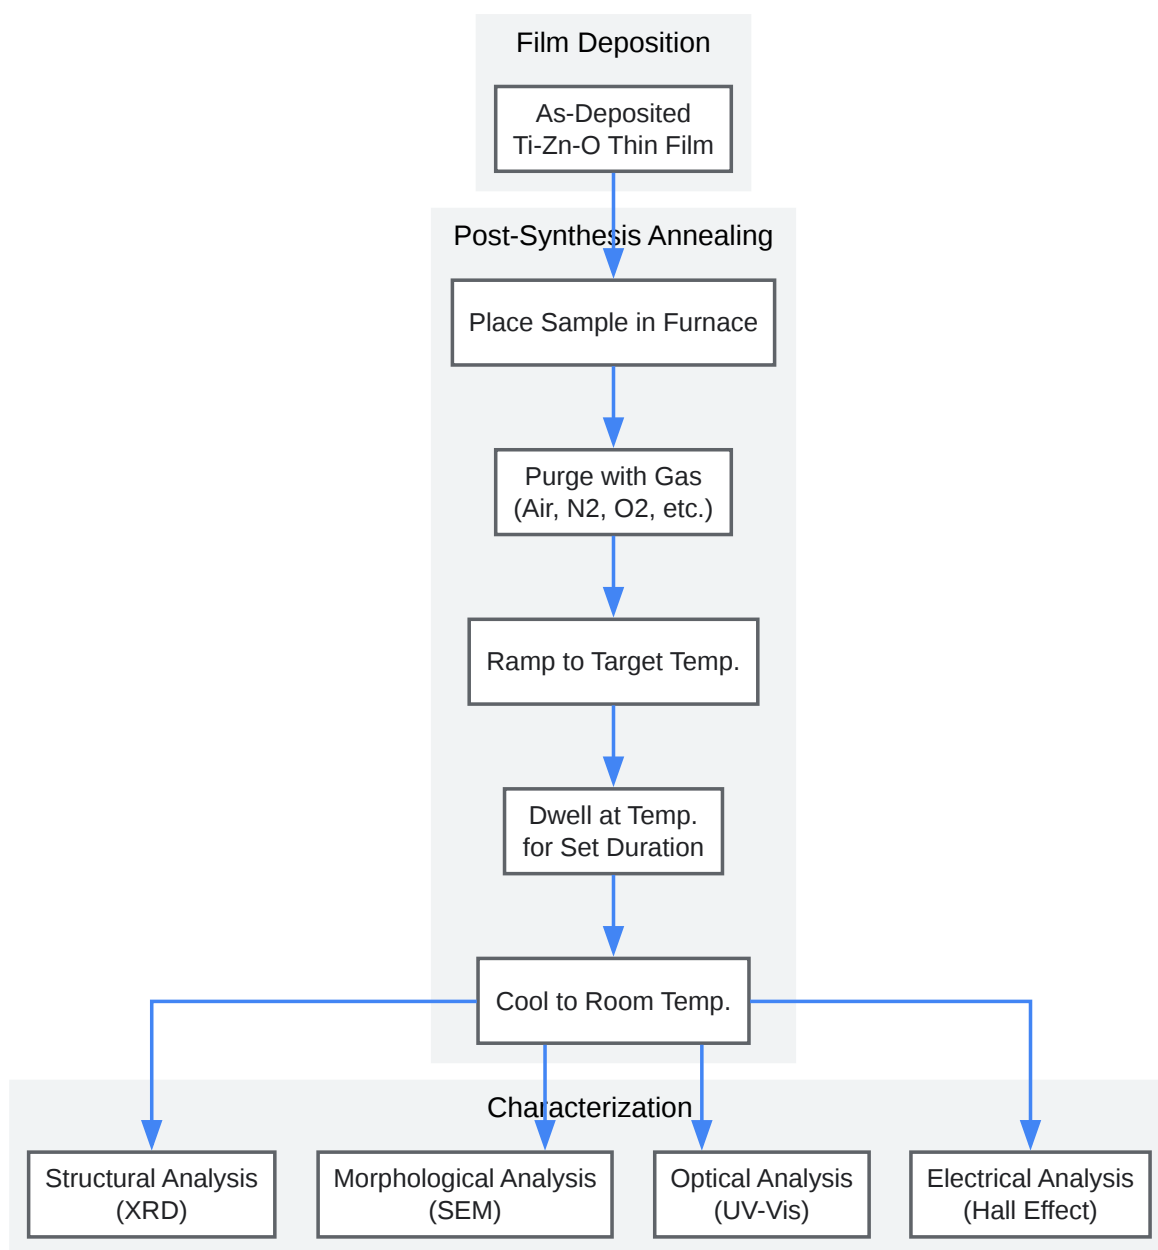 Film Deposition
As-Deposited
Ti-Zn-O Thin Film
Post-Synthesis Annealing
Place Sample in Furnace
Purge with Gas
(Air, N2, O2, etc.)
Ramp to Target Temp.
Dwell at Temp.
for Set Duration
Cool to Room Temp.
Characterization
Structural Analysis
(XRD)
Morphological Analysis
(SEM)
Optical Analysis
(UV-Vis)
Electrical Analysis
(Hall Effect)